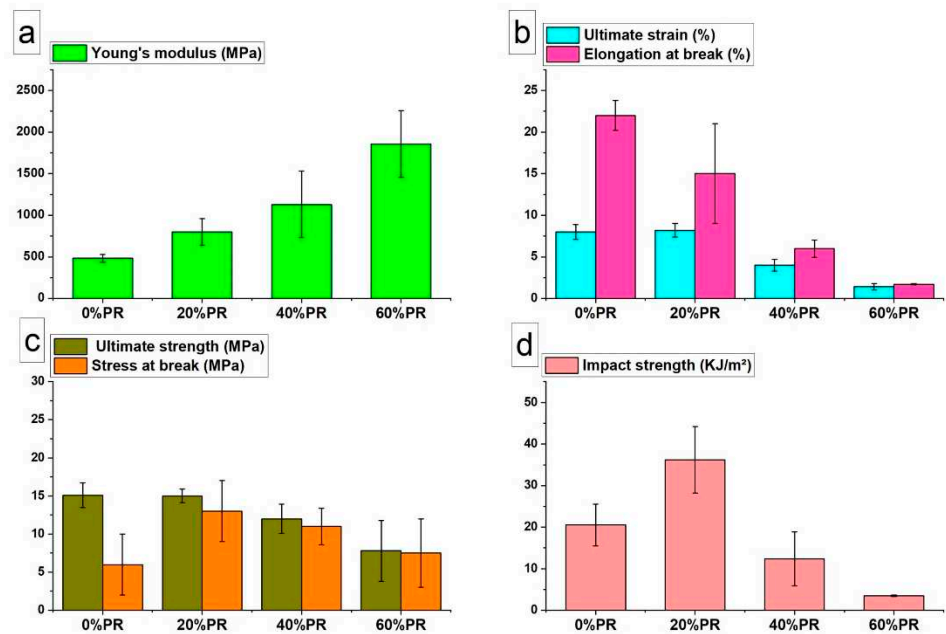 a
Young's modulus (MPa)
2500
2000
1500
1000
500
0
0%PR 20%PR 40%PR 60%PR
b
Ultimate strain (%)
Elongation at break (%)
25
20
15
10
5
0
0%PR 20%PR 40%PR 60%PR
c
Ultimate strength (MPa)
Stress at break (MPa)
30
25
20
15
10
5
0
0%PR 20%PR 40%PR 60%PR
d
Impact strength (KJ/m²)
50
40
30
20
10
0
0%PR 20%PR 40%PR 60%PR